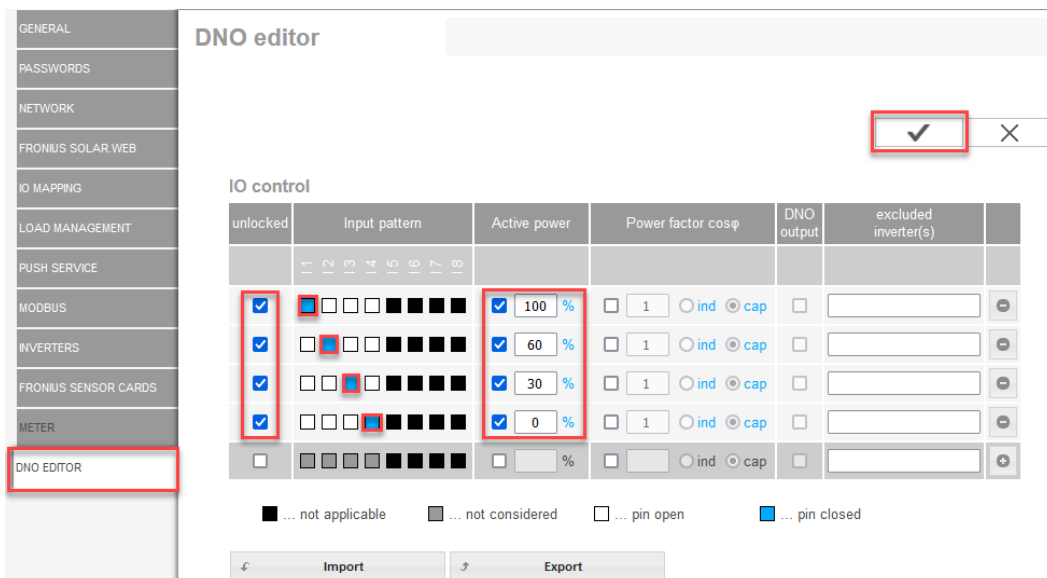 GENERAL
PASSWORDS
NETWORK
FRONIUS SOLAR.WEB
IO MAPPING
LOAD MANAGEMENT
PUSH SERVICE
MODBUS
INVERTERS
FRONIUS SENSOR CARDS
METER
DNO EDITOR
DNO editor
IO control
unlocked Input pattern Active power Power factor cosφ DNO output excluded inverter(s)
I1 I2 I3 I4 I5 I6 I7 I8
100 % 1 ind cap
60 % 1 ind cap
30 % 1 ind cap
0 % 1 ind cap
% ind cap
... not applicable ... not considered ... pin open ... pin closed
Import Export